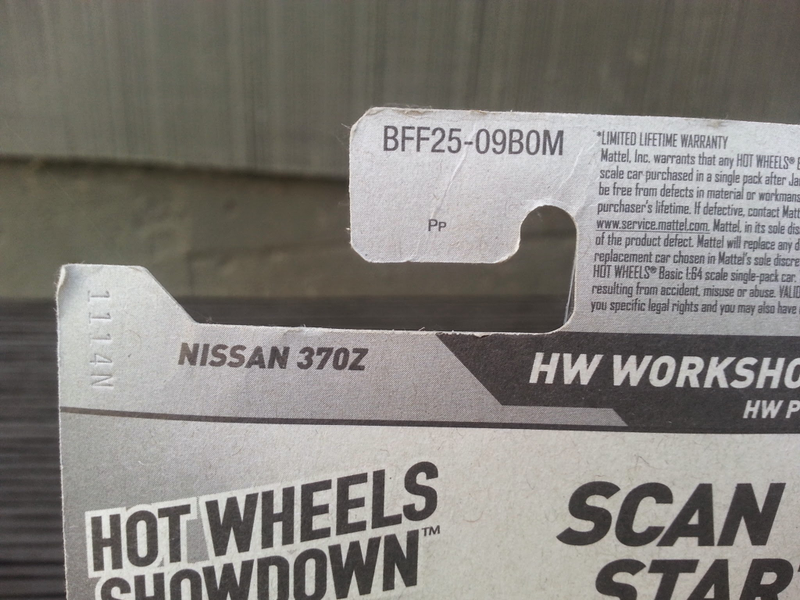 BFF25-09B0M
Pp
*LIMITED LIFETIME WARRANTY
Mattel, Inc. warrants that any HOT WHEELS®
scale car purchased in a single pack after
be free from defects in material or
purchaser's lifetime. If defective, contact
www.service.mattel.com. Mattel, in its sole
of the product defect. Mattel will replace any
replacement car chosen in Mattel's sole
HOT WHEELS® Basic 1:64 scale single-pack car.
resulting from accident, misuse or abuse.
you specific legal rights and you may also have
11114N
NISSAN 370Z
HW WORKSHO
HW P
HOT WHEELS
SHOWDOWN™
SCAN
START